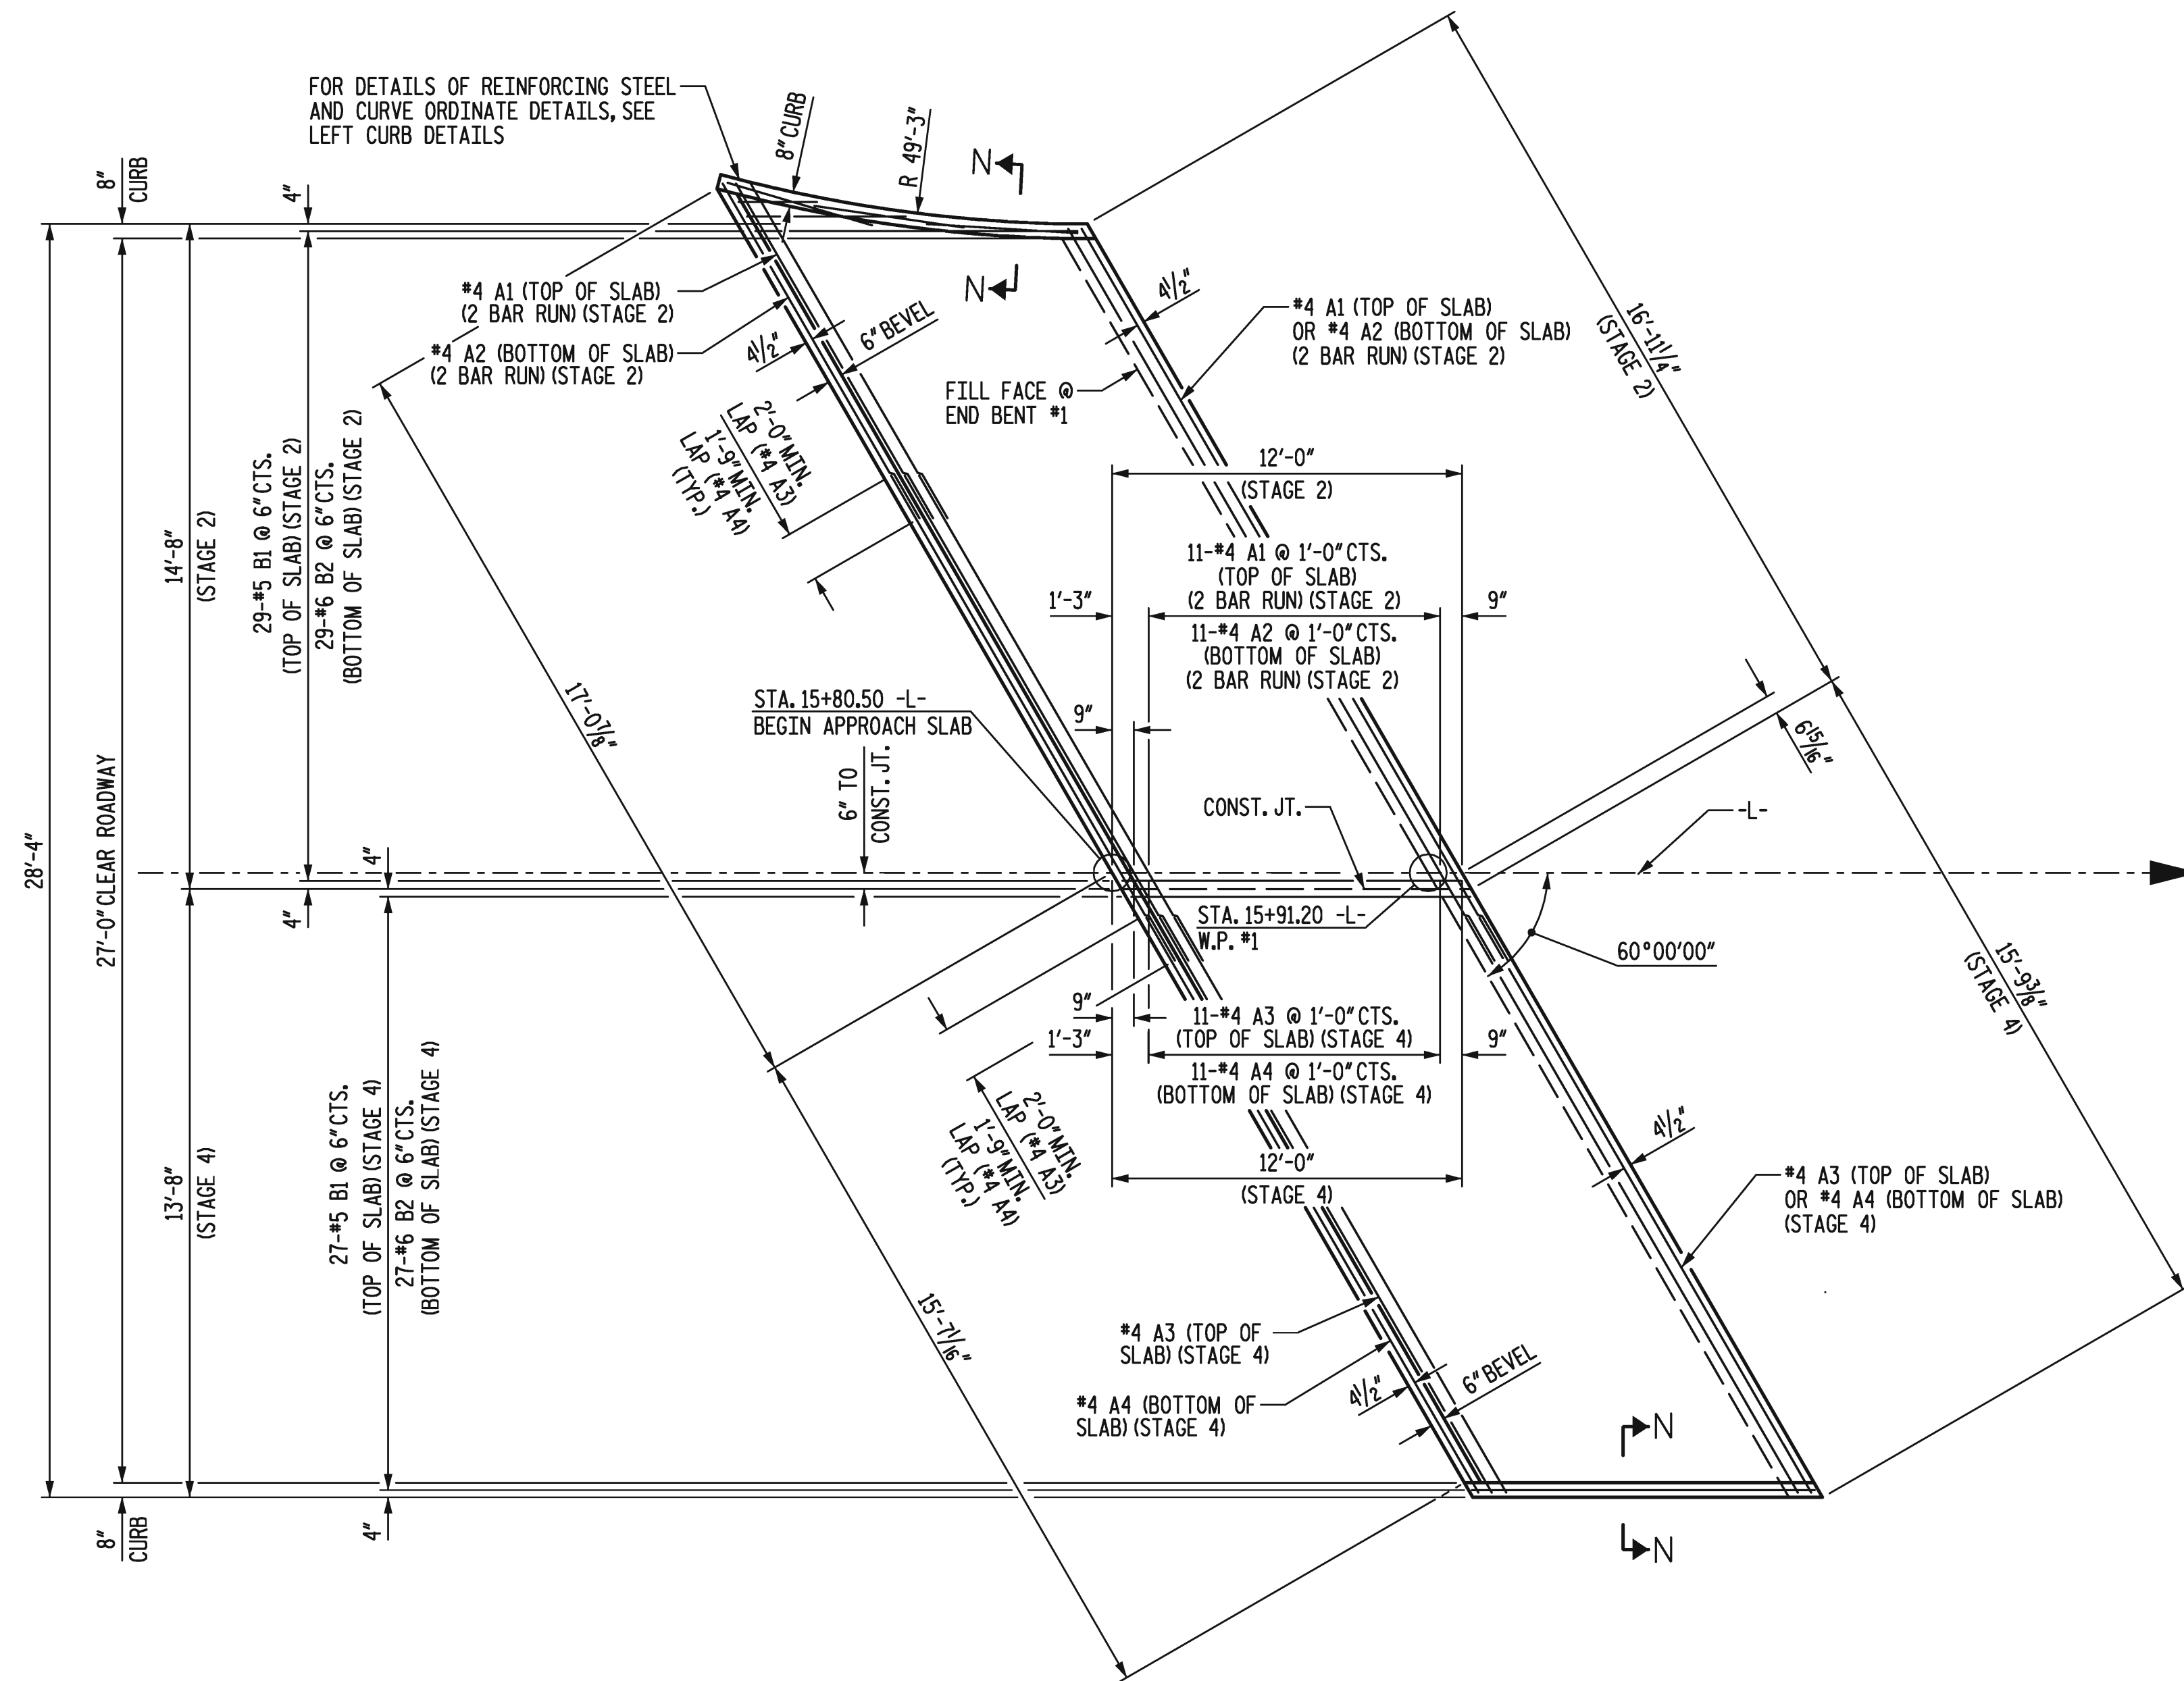 FOR DETAILS OF REINFORCING STEEL
AND CURVE ORDINATE DETAILS, SEE
LEFT CURB DETAILS
8" CURB
R 49'-3"
N
N
8"
CURB
4"
#4 A1 (TOP OF SLAB)
(2 BAR RUN) (STAGE 2)
#4 A2 (BOTTOM OF SLAB)
(2 BAR RUN) (STAGE 2)
4½"
6" BEVEL
4½"
#4 A1 (TOP OF SLAB)
OR #4 A2 (BOTTOM OF SLAB)
(2 BAR RUN) (STAGE 2)
16'-11¼"
(STAGE 2)
FILL FACE @
END BENT #1
2'-0" MIN.
LAP (#4 A3)
1'-9" MIN.
LAP (#4 A4)
(TYP.)
12'-0"
(STAGE 2)
11-#4 A1 @ 1'-0" CTS.
(TOP OF SLAB)
(2 BAR RUN) (STAGE 2)
1'-3"
9"
11-#4 A2 @ 1'-0" CTS.
(BOTTOM OF SLAB)
(2 BAR RUN) (STAGE 2)
28'-4"
27'-0" CLEAR ROADWAY
14'-8"
(STAGE 2)
29-#5 B1 @ 6" CTS.
(TOP OF SLAB) (STAGE 2)
29-#6 B2 @ 6" CTS.
(BOTTOM OF SLAB) (STAGE 2)
17'-0⅞"
STA. 15+80.50 -L-
BEGIN APPROACH SLAB
9"
6" TO
CONST. JT.
CONST. JT.
6 15/16"
-L-
4"
4"
STA. 15+91.20 -L-
W.P. #1
60°00'00"
15'-9⅜"
(STAGE 4)
9"
11-#4 A3 @ 1'-0" CTS.
(TOP OF SLAB) (STAGE 4)
1'-3"
9"
11-#4 A4 @ 1'-0" CTS.
(BOTTOM OF SLAB) (STAGE 4)
2'-0" MIN.
LAP (#4 A3)
1'-9" MIN.
LAP (#4 A4)
(TYP.)
12'-0"
(STAGE 4)
13'-8"
(STAGE 4)
27-#5 B1 @ 6" CTS.
(TOP OF SLAB) (STAGE 4)
27-#6 B2 @ 6" CTS.
(BOTTOM OF SLAB) (STAGE 4)
4½"
#4 A3 (TOP OF SLAB)
OR #4 A4 (BOTTOM OF SLAB)
(STAGE 4)
15'-7 1/16"
#4 A3 (TOP OF
SLAB) (STAGE 4)
#4 A4 (BOTTOM OF
SLAB) (STAGE 4)
4½"
6" BEVEL
N
N
8"
CURB
4"